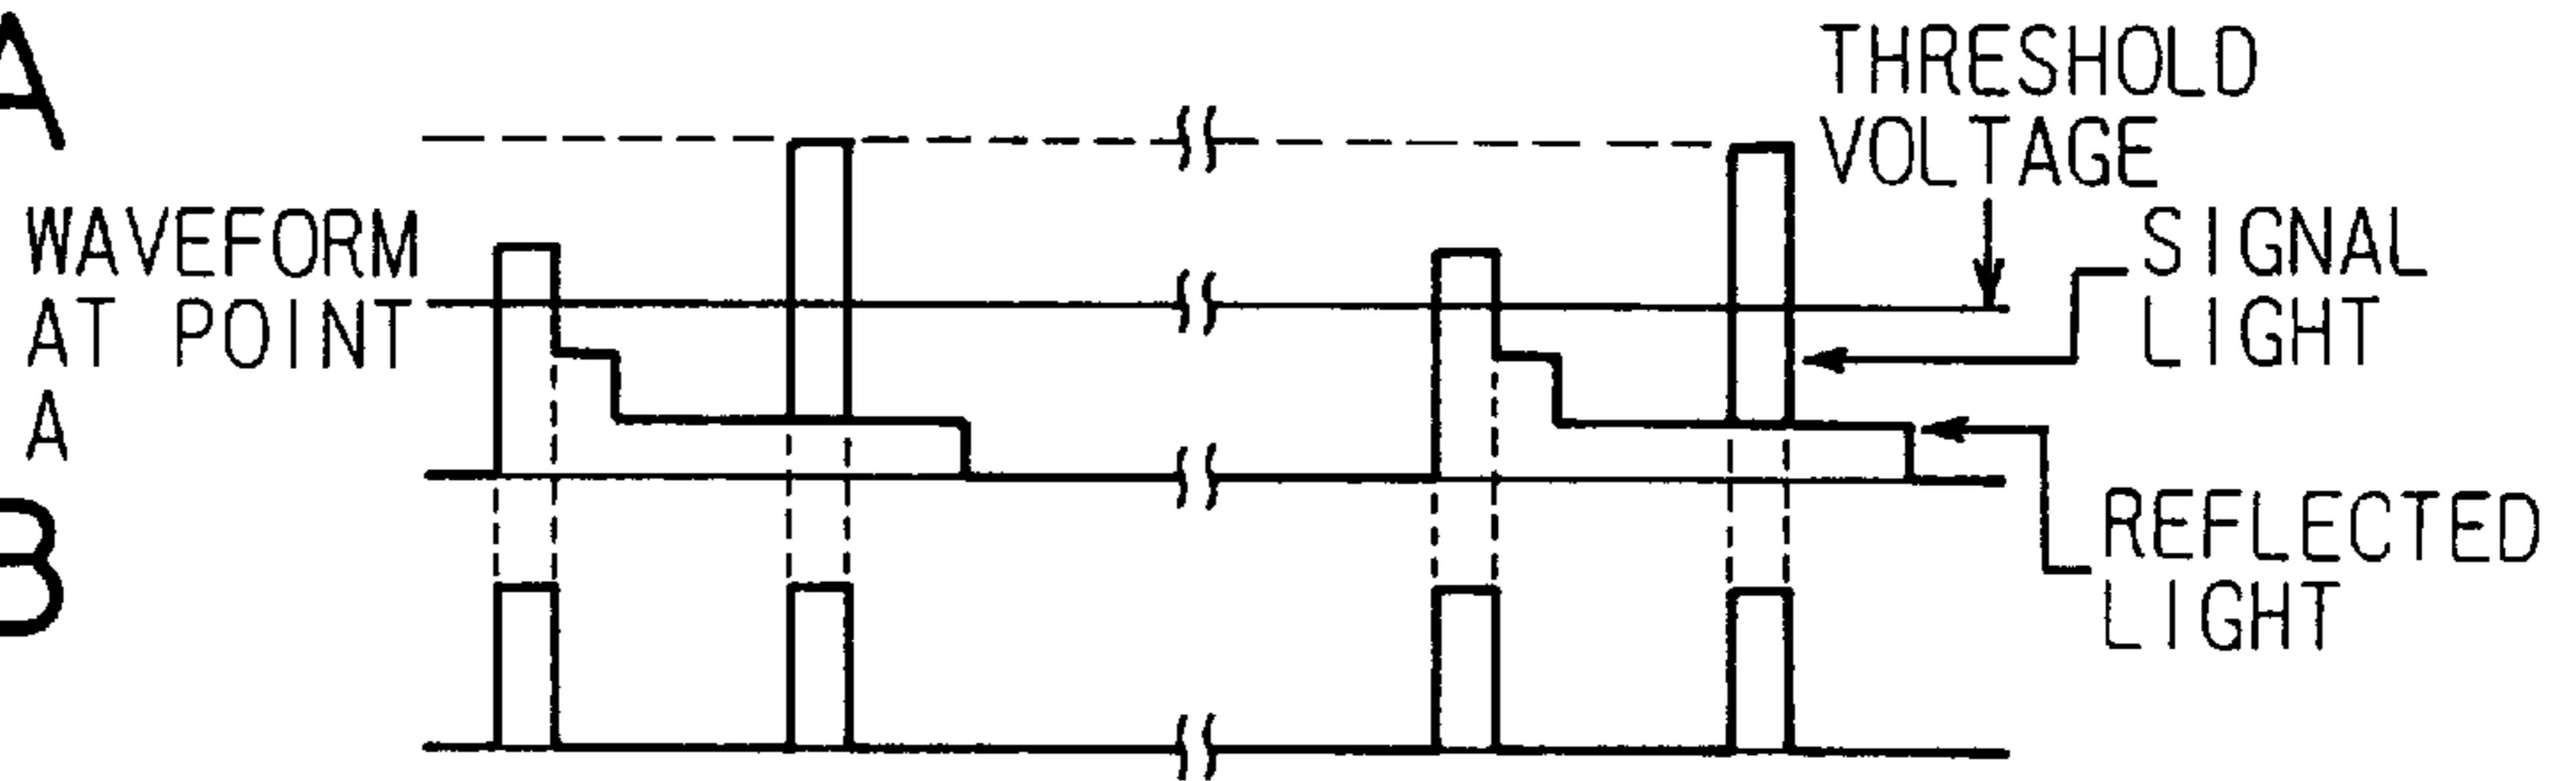 A
THRESHOLD
VOLTAGE
WAVEFORM
AT POINT
A
SIGNAL
LIGHT
B
REFLECTED
LIGHT